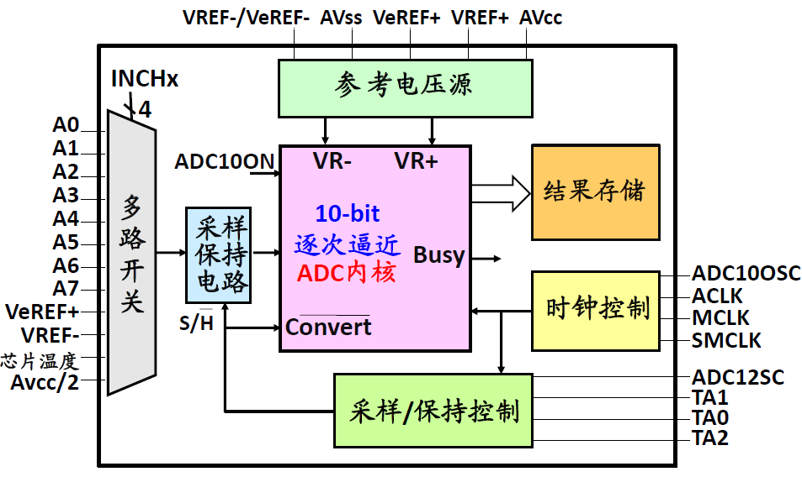 VREF-/VeREF- AVss VeREF+ VREF+ AVcc
INCHx
4
参考电压源
A0
A1
A2
A3
A4
A5
A6
A7
VeREF+
VREF-
芯片温度
Avcc/2
多路开关
ADC10ON
采样
保持
电路
S/H
VR- VR+
10-bit
逐次逼近
ADC内核
Busy
Convert
结果存储
时钟控制
ADC10OSC
ACLK
MCLK
SMCLK
采样/保持控制
ADC12SC
TA1
TA0
TA2